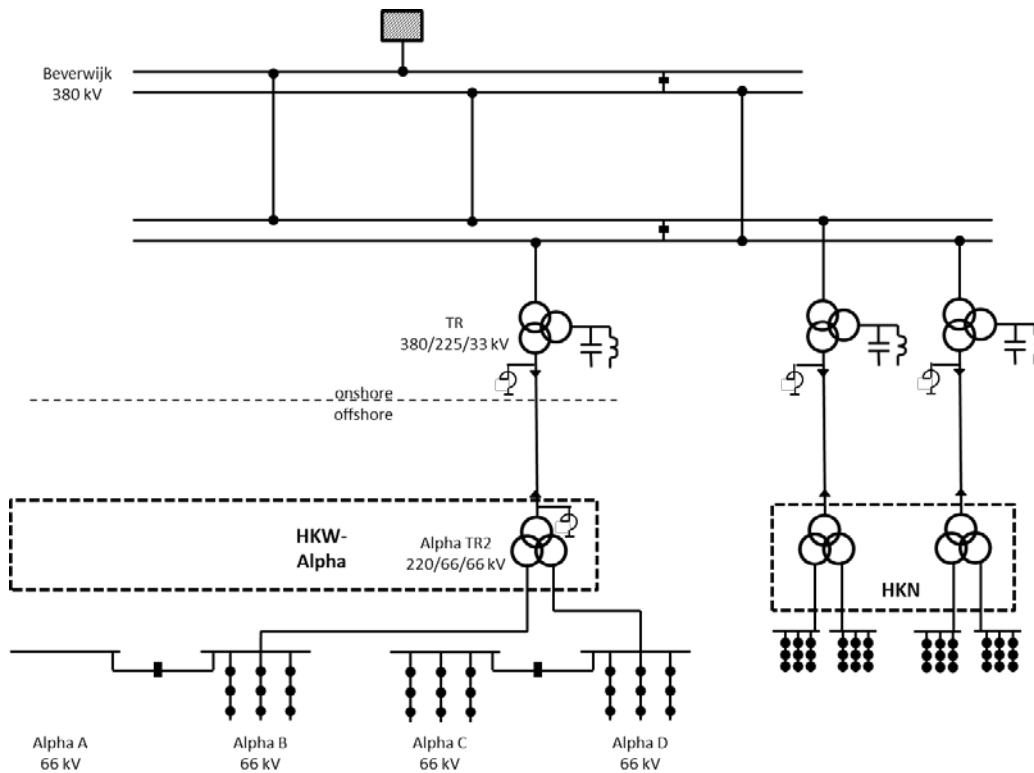 Beverwijk
380 kV
TR
380/225/33 kV
onshore
offshore
HKW-
Alpha
Alpha TR2
220/66/66 kV
HKN
Alpha A
66 kV
Alpha B
66 kV
Alpha C
66 kV
Alpha D
66 kV